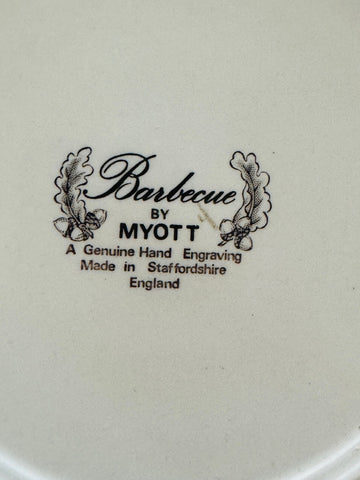 Barbecue
BY
MYOTT
A Genuine Hand Engraving
Made in Staffordshire
England